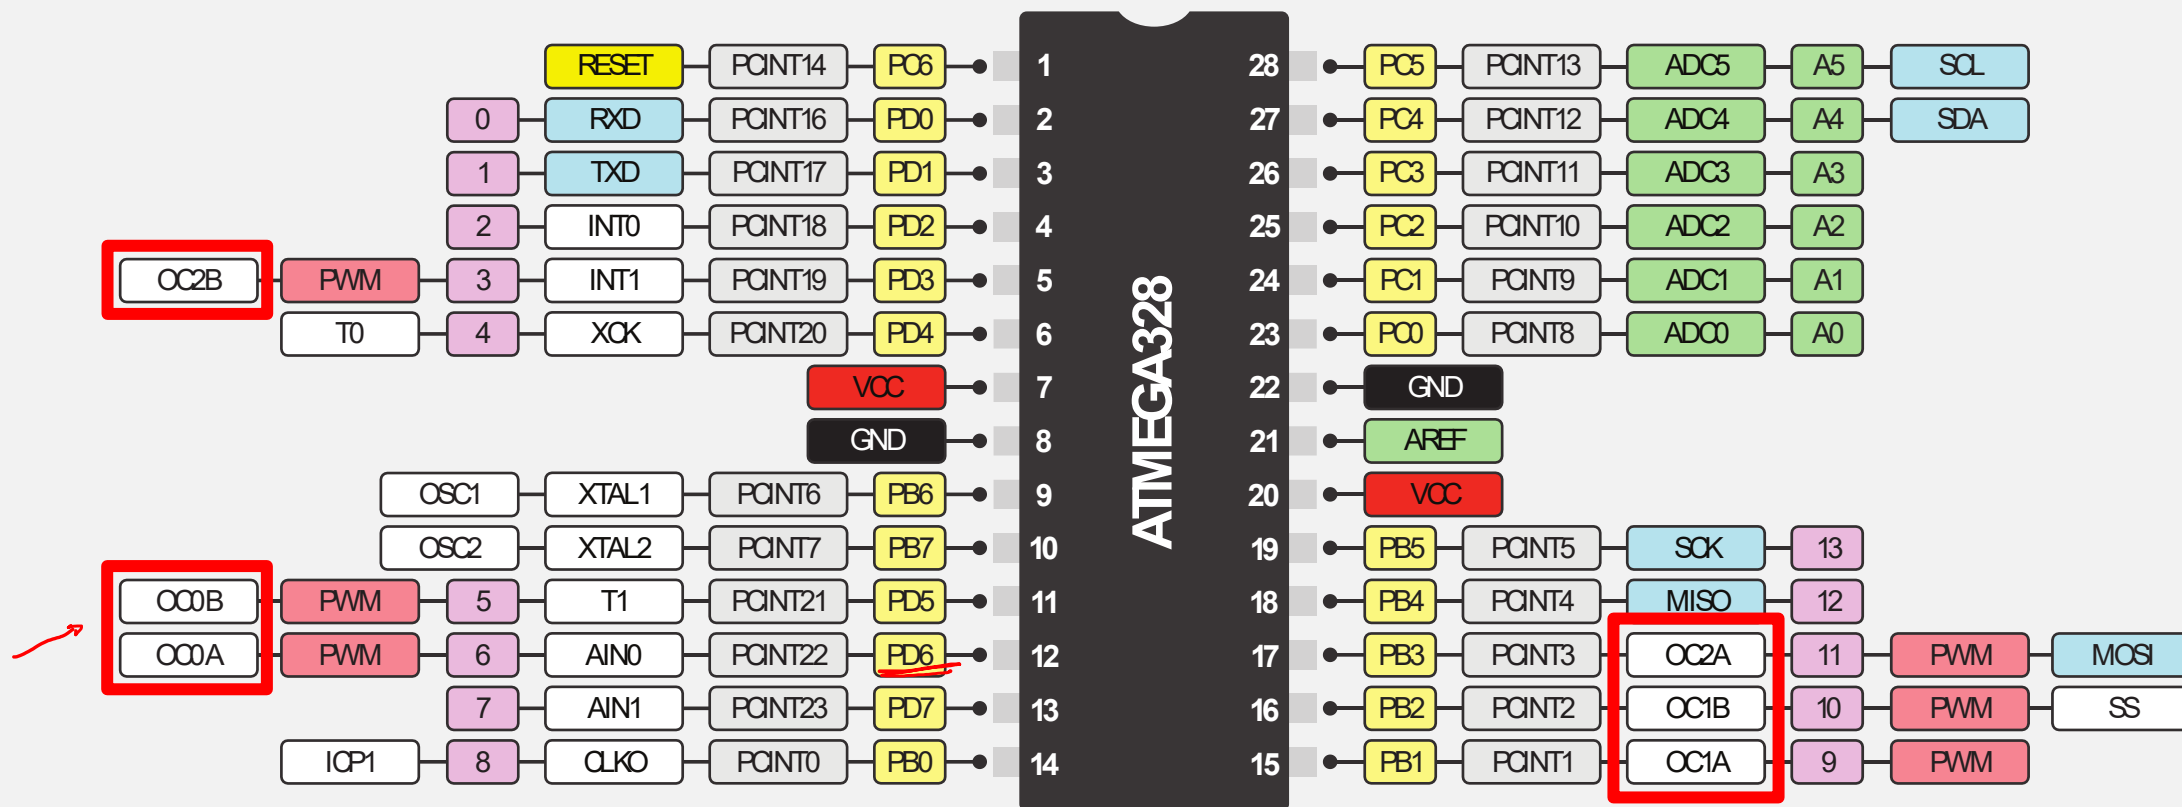 RESET PCINT14 PC6 1 28 PC5 PCINT13 ADC5 A5 SCL
0 RXD PCINT16 PD0 2 27 PC4 PCINT12 ADC4 A4 SDA
1 TXD PCINT17 PD1 3 26 PC3 PCINT11 ADC3 A3
2 INT0 PCINT18 PD2 4 25 PC2 PCINT10 ADC2 A2
OC2B PWM 3 INT1 PCINT19 PD3 5 24 PC1 PCINT9 ADC1 A1
T0 4 XCK PCINT20 PD4 6 23 PC0 PCINT8 ADC0 A0
VCC 7 22 GND
GND 8 21 AREF
OSC1 XTAL1 PCINT6 PB6 9 20 VCC
OSC2 XTAL2 PCINT7 PB7 10 19 PB5 PCINT5 SCK 13
OC0B PWM 5 T1 PCINT21 PD5 11 18 PB4 PCINT4 MISO 12
OC0A PWM 6 AIN0 PCINT22 PD6 12 17 PB3 PCINT3 OC2A 11 PWM MOSI
7 AIN1 PCINT23 PD7 13 16 PB2 PCINT2 OC1B 10 PWM SS
ICP1 8 CLKO PCINT0 PB0 14 15 PB1 PCINT1 OC1A 9 PWM
ATMEGA328